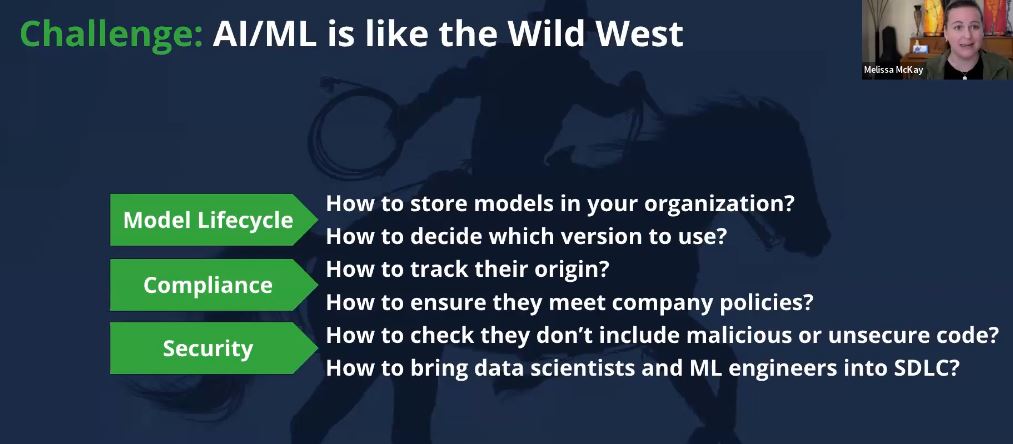 Challenge: AI/ML is like the Wild West
Melissa McKay
Model Lifecycle
How to store models in your organization?
How to decide which version to use?
Compliance
How to track their origin?
How to ensure they meet company policies?
Security
How to check they don’t include malicious or unsecure code?
How to bring data scientists and ML engineers into SDLC?